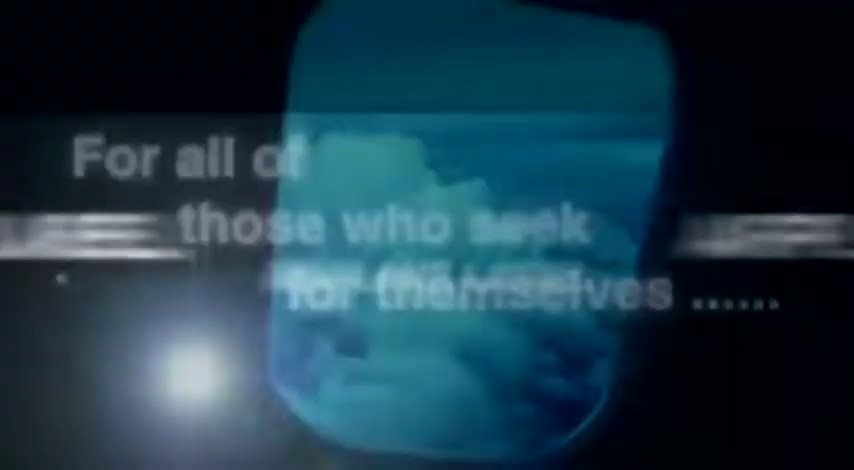 For all of
those who seek
for themselves ......